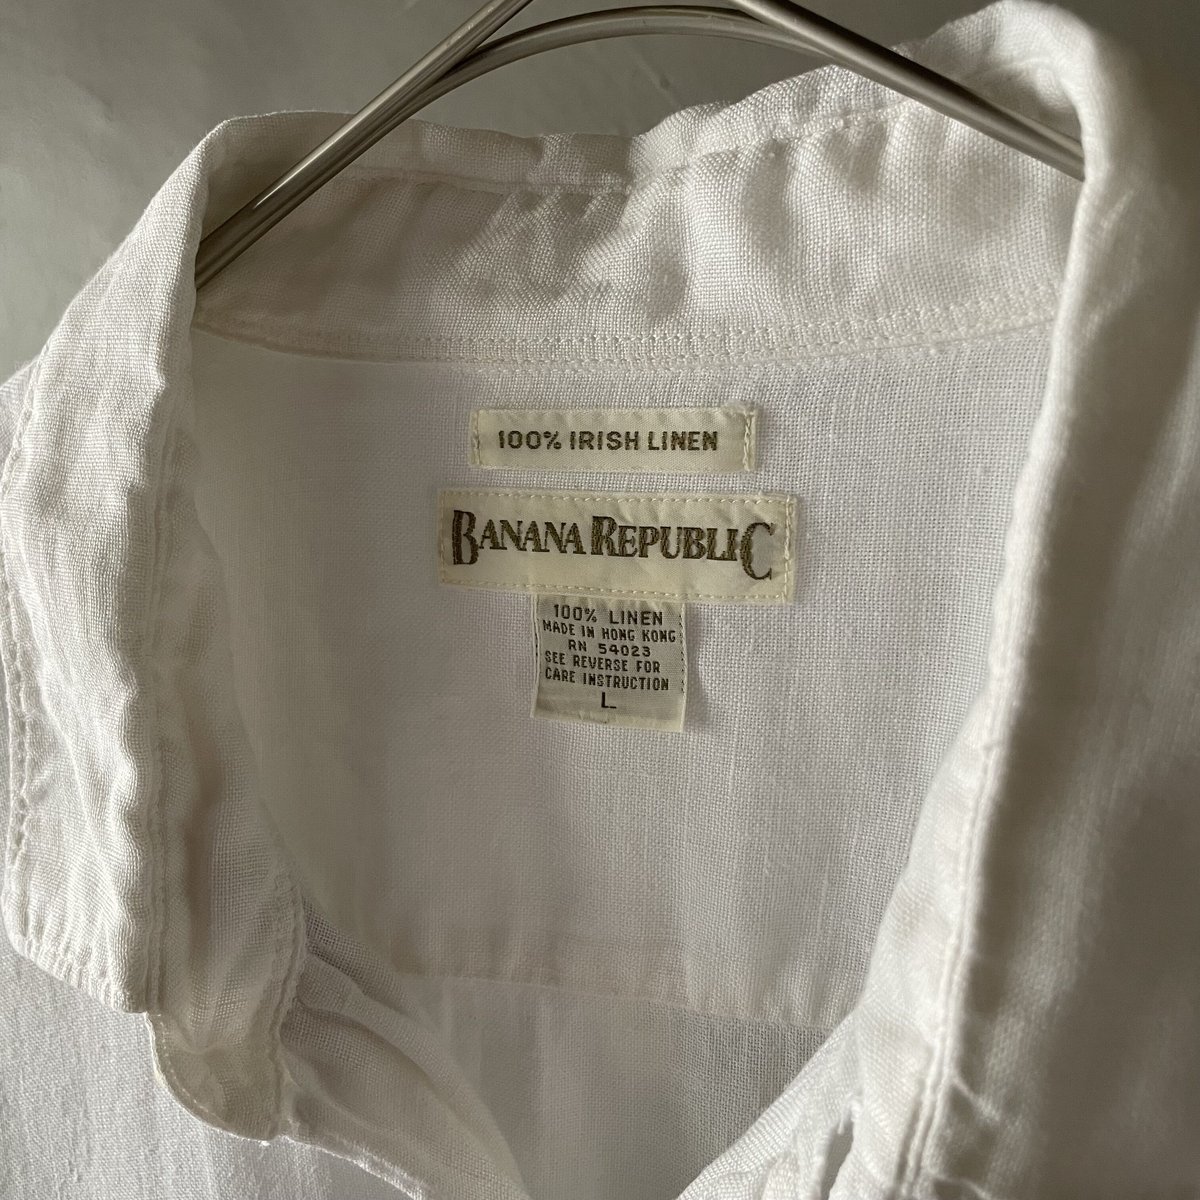 100% IRISH LINEN
BANANA REPUBLIC
100% LINEN
MADE IN HONG KONG
RN 54023
SEE REVERSE FOR
CARE INSTRUCTION
L